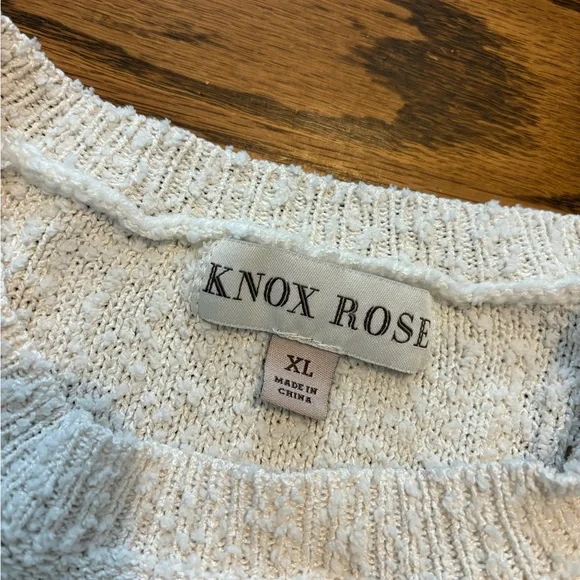 KNOX ROSE
XL
MADE IN
CHINA